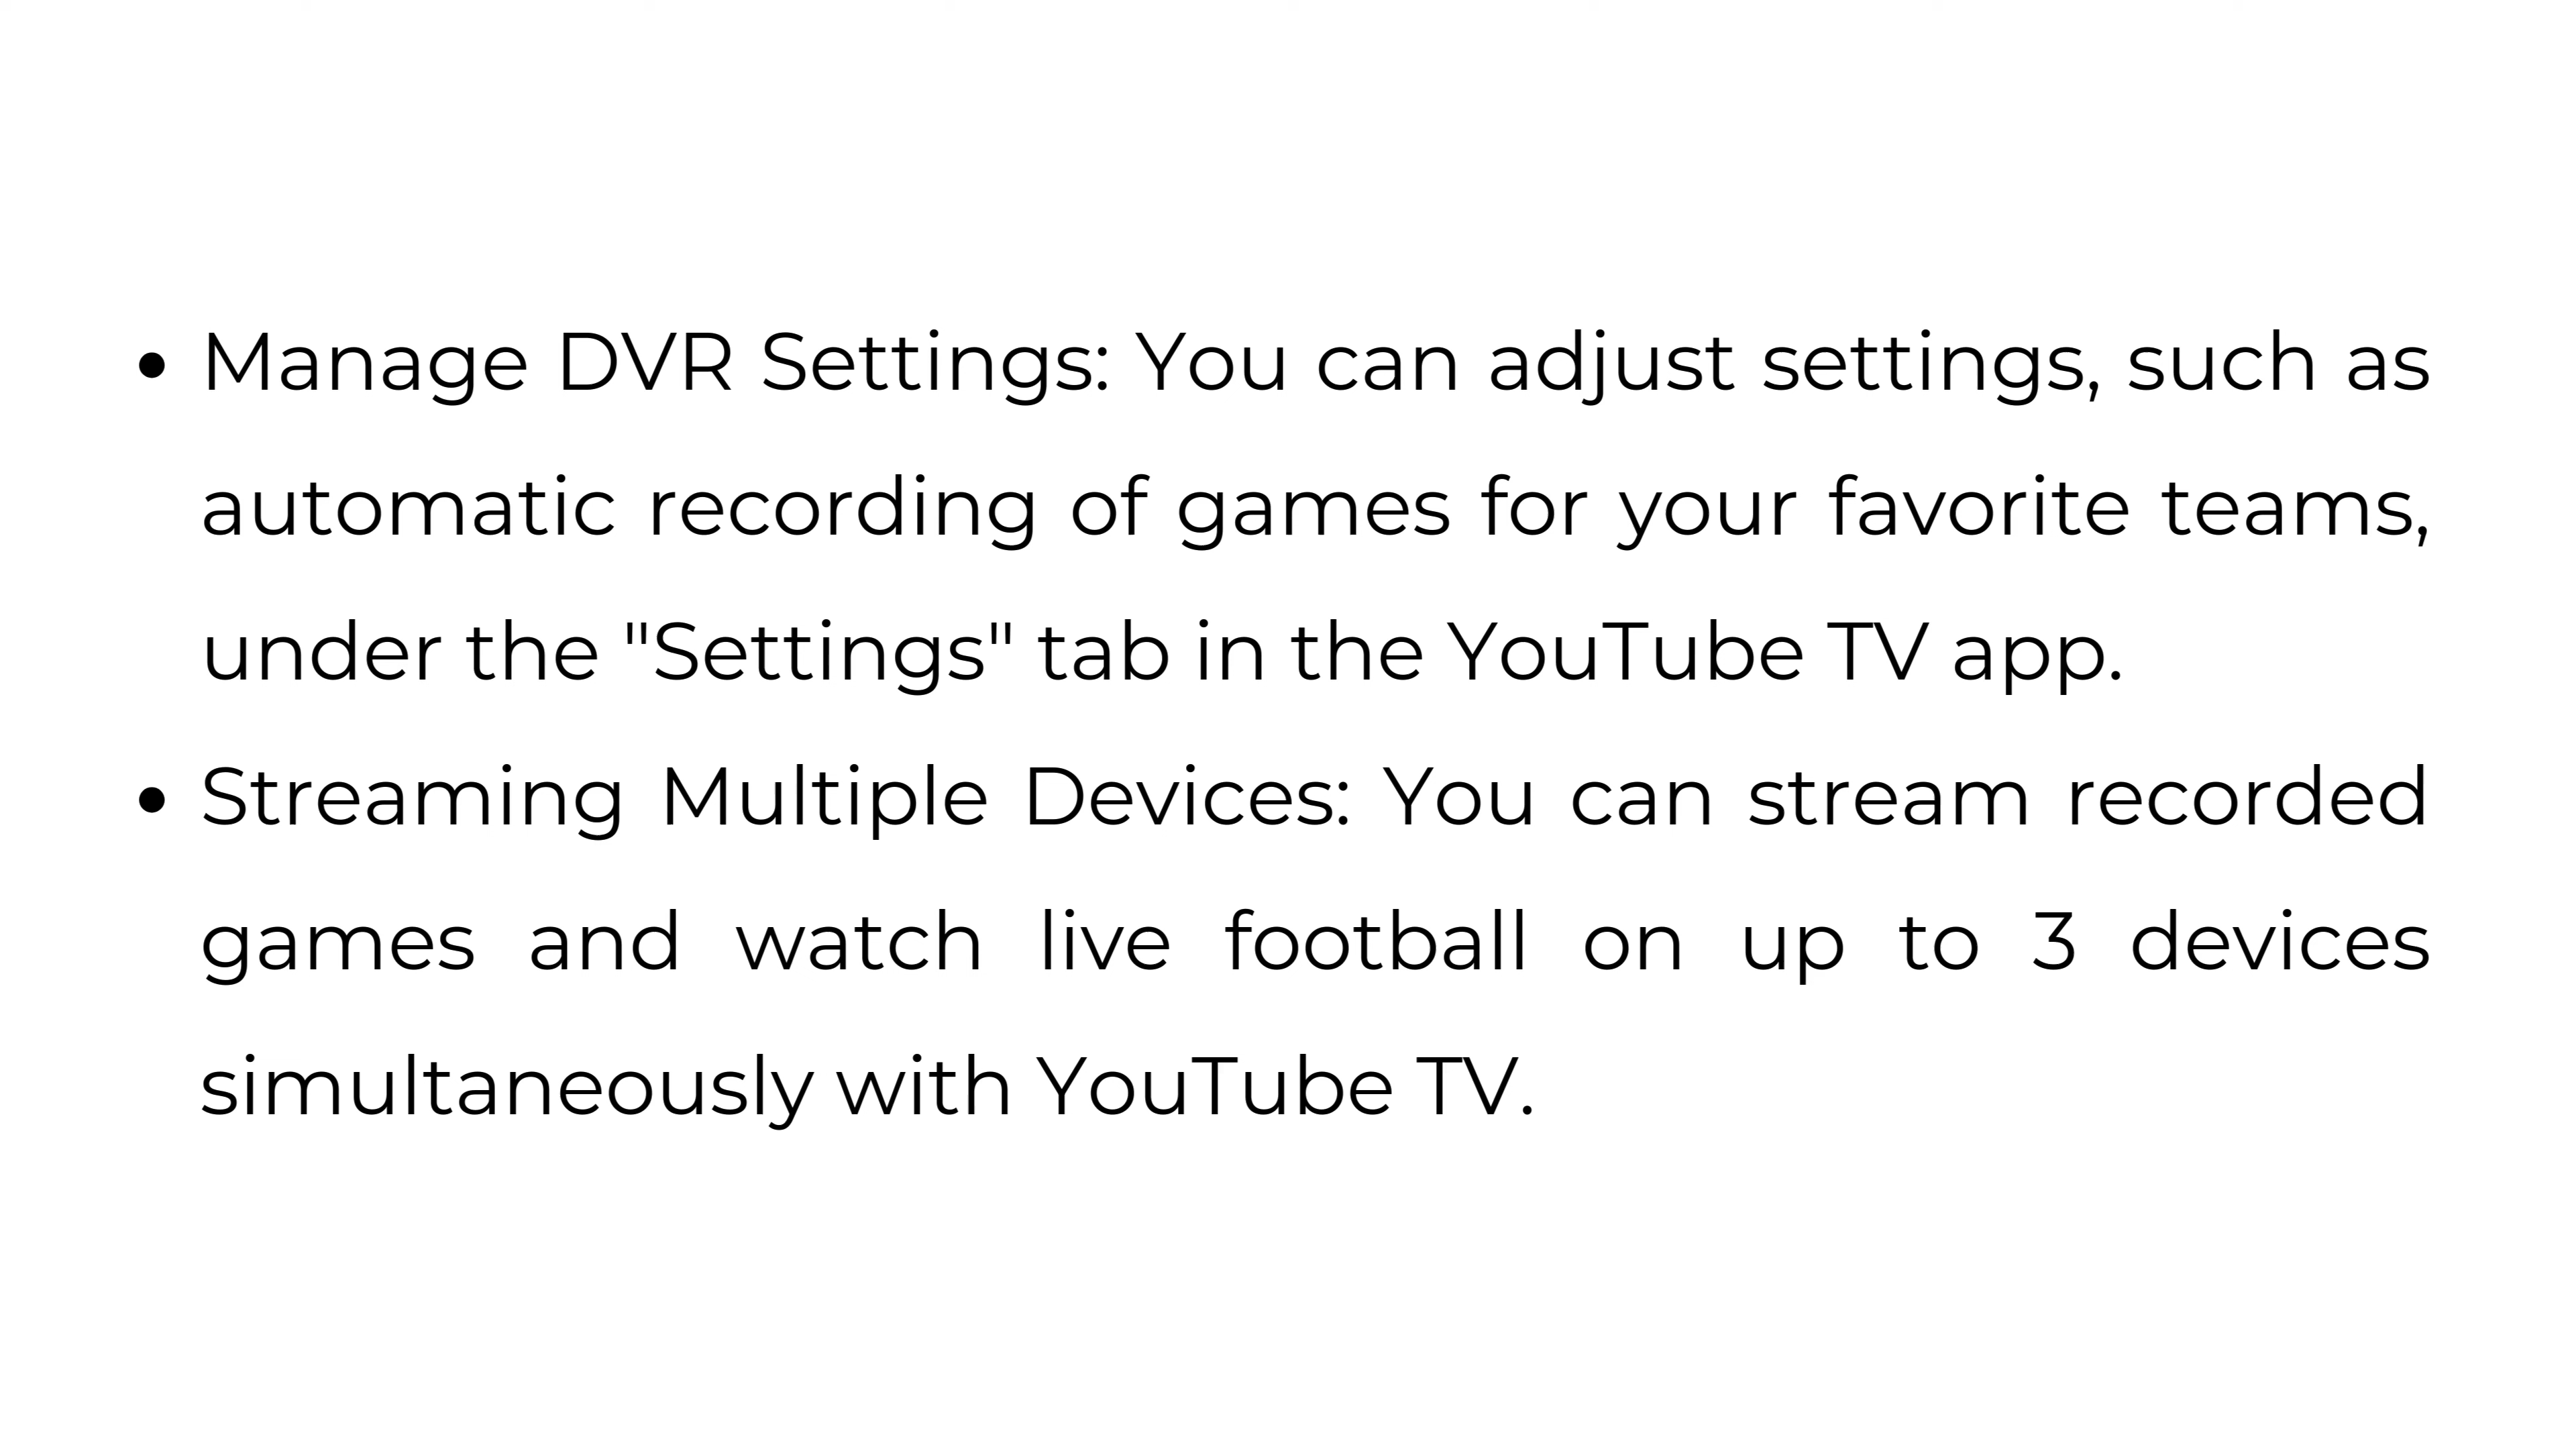 • Manage DVR Settings: You can adjust settings, such as
automatic recording of games for your favorite teams,
under the "Settings" tab in the YouTube TV app.
• Streaming Multiple Devices: You can stream recorded
games and watch live football on up to 3 devices
simultaneously with YouTube TV.